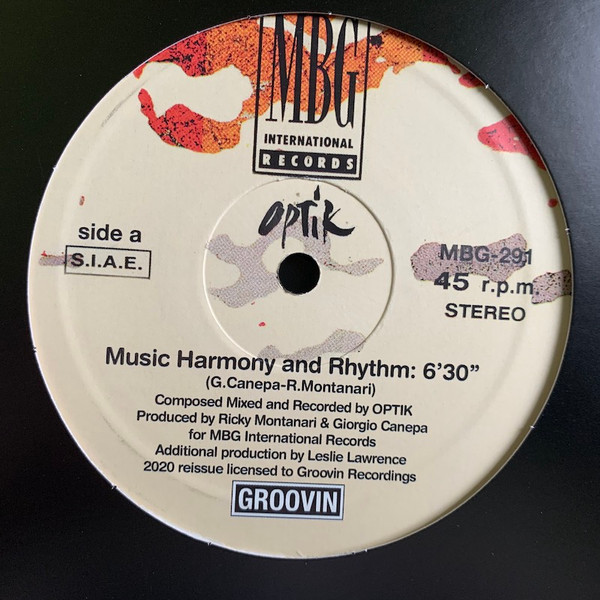 MBG
INTERNATIONAL
RECORDS
OPTIK
side a
S.I.A.E.
MBG-291
45 r.p.m.
STEREO
Music Harmony and Rhythm: 6'30"
(G.Canepa-R.Montanari)
Composed Mixed and Recorded by OPTIK
Produced by Ricky Montanari & Giorgio Canepa
for MBG International Records
Additional production by Leslie Lawrence
2020 reissue licensed to Groovin Recordings
GROOVIN